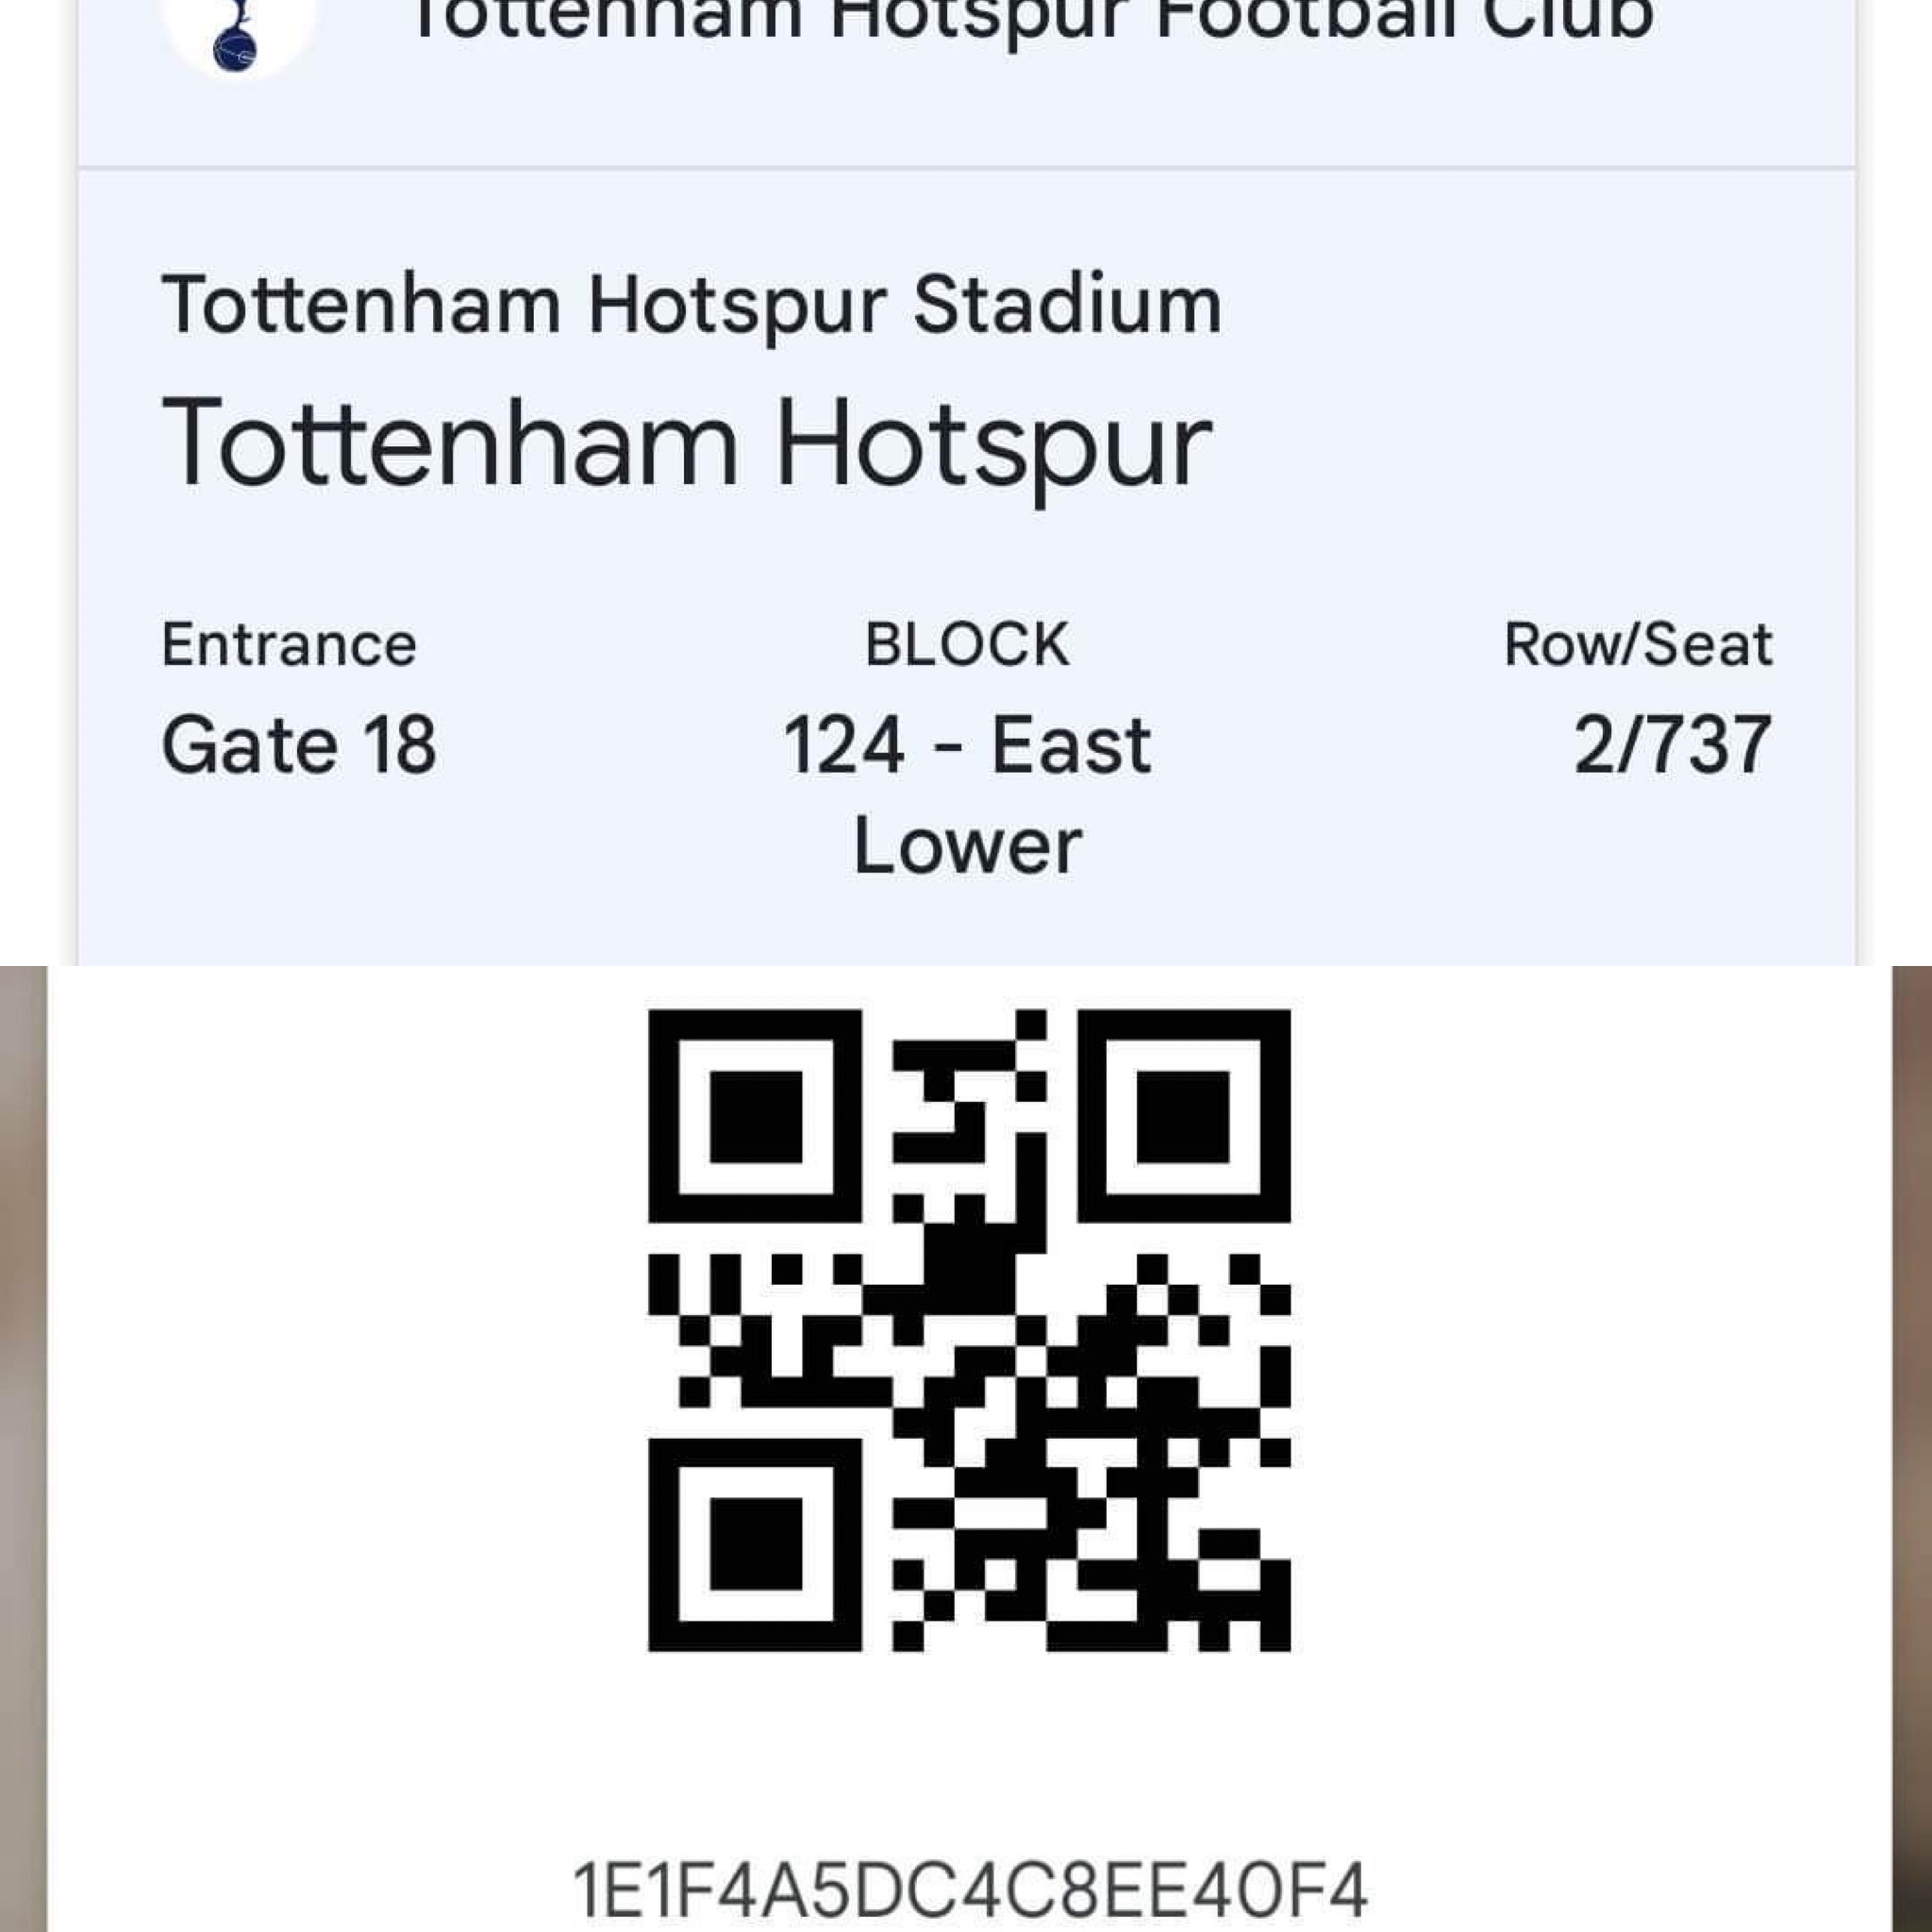 Tottenham Hotspur Football Club
Tottenham Hotspur Stadium
Tottenham Hotspur
Entrance BLOCK Row/Seat
Gate 18 124 - East 2/737
Lower
1E1F4A5DC4C8EE40F4